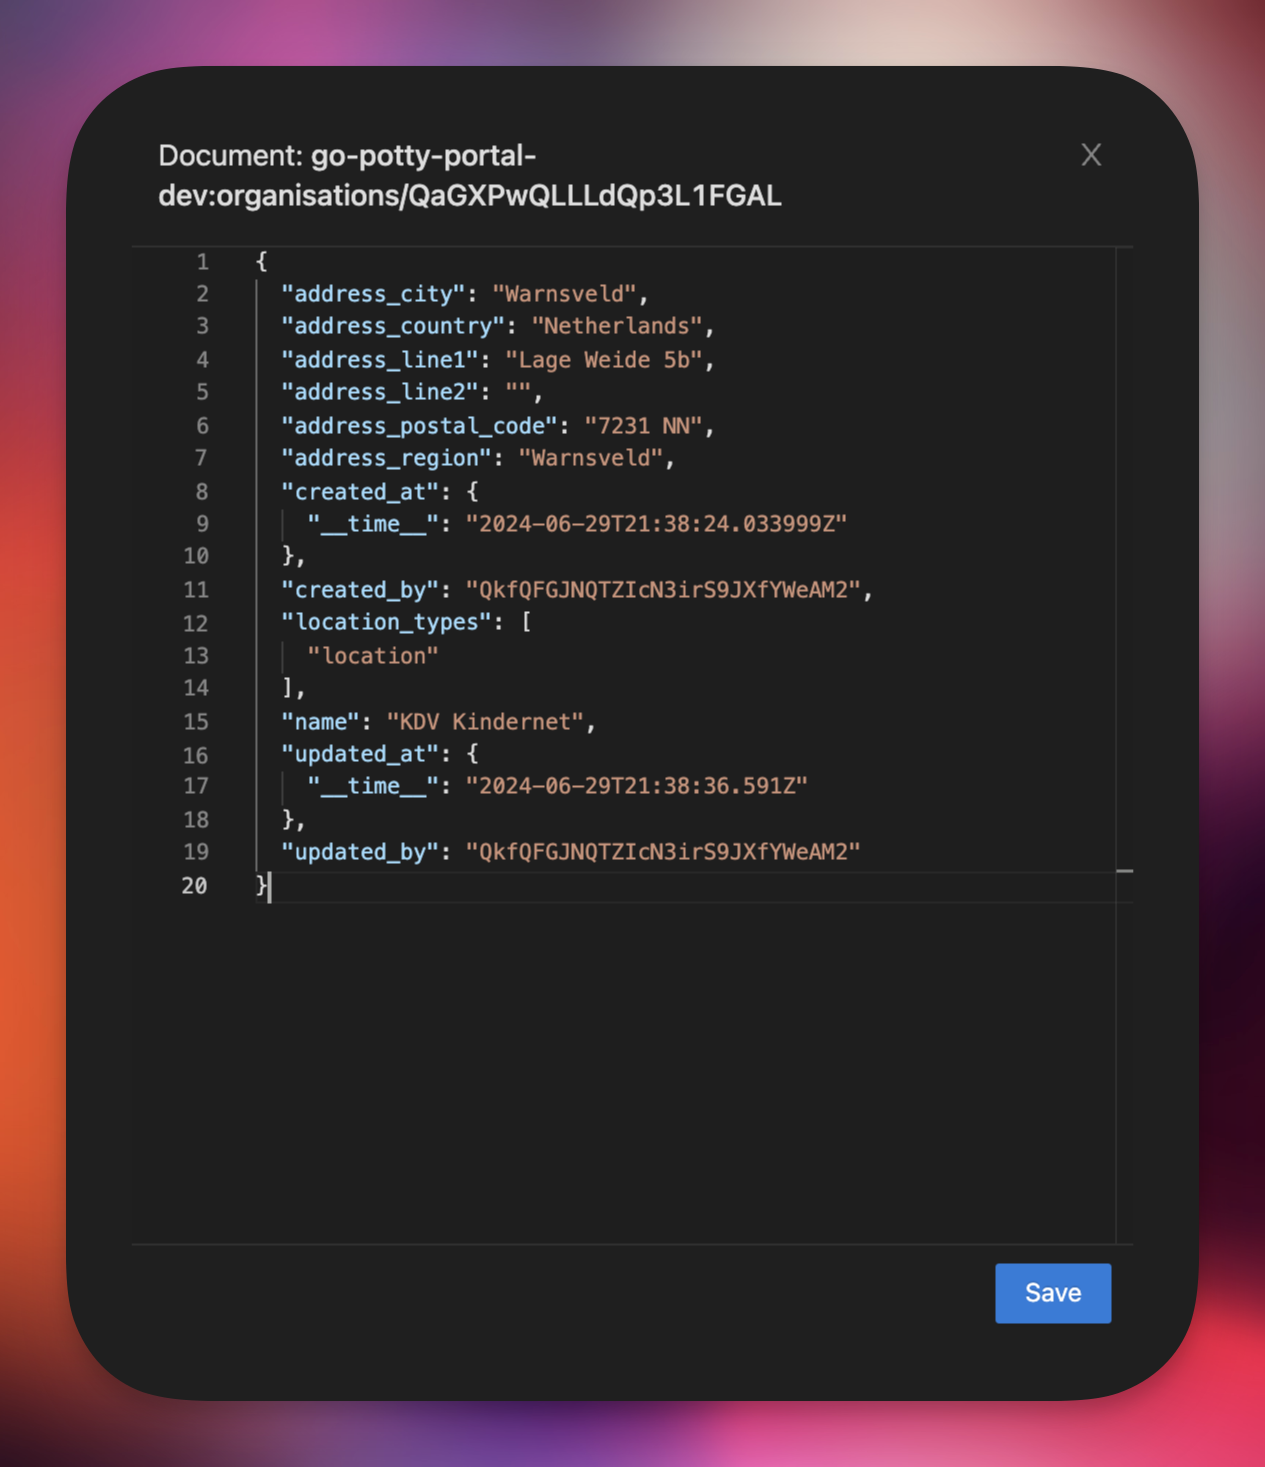 Document: go-potty-portal-
dev:organisations/QaGXPwQLLLdQp3L1FGAL
X
1 {
2 "address_city": "Warnsveld",
3 "address_country": "Netherlands",
4 "address_line1": "Lage Weide 5b",
5 "address_line2": "",
6 "address_postal_code": "7231 NN",
7 "address_region": "Warnsveld",
8 "created_at": {
9 "__time__": "2024-06-29T21:38:24.033999Z"
10 },
11 "created_by": "QkfQFGJNQTZIcN3irS9JXfYWeAM2",
12 "location_types": [
13 "location"
14 ],
15 "name": "KDV Kindernet",
16 "updated_at": {
17 "__time__": "2024-06-29T21:38:36.591Z"
18 },
19 "updated_by": "QkfQFGJNQTZIcN3irS9JXfYWeAM2"
20 }
Save